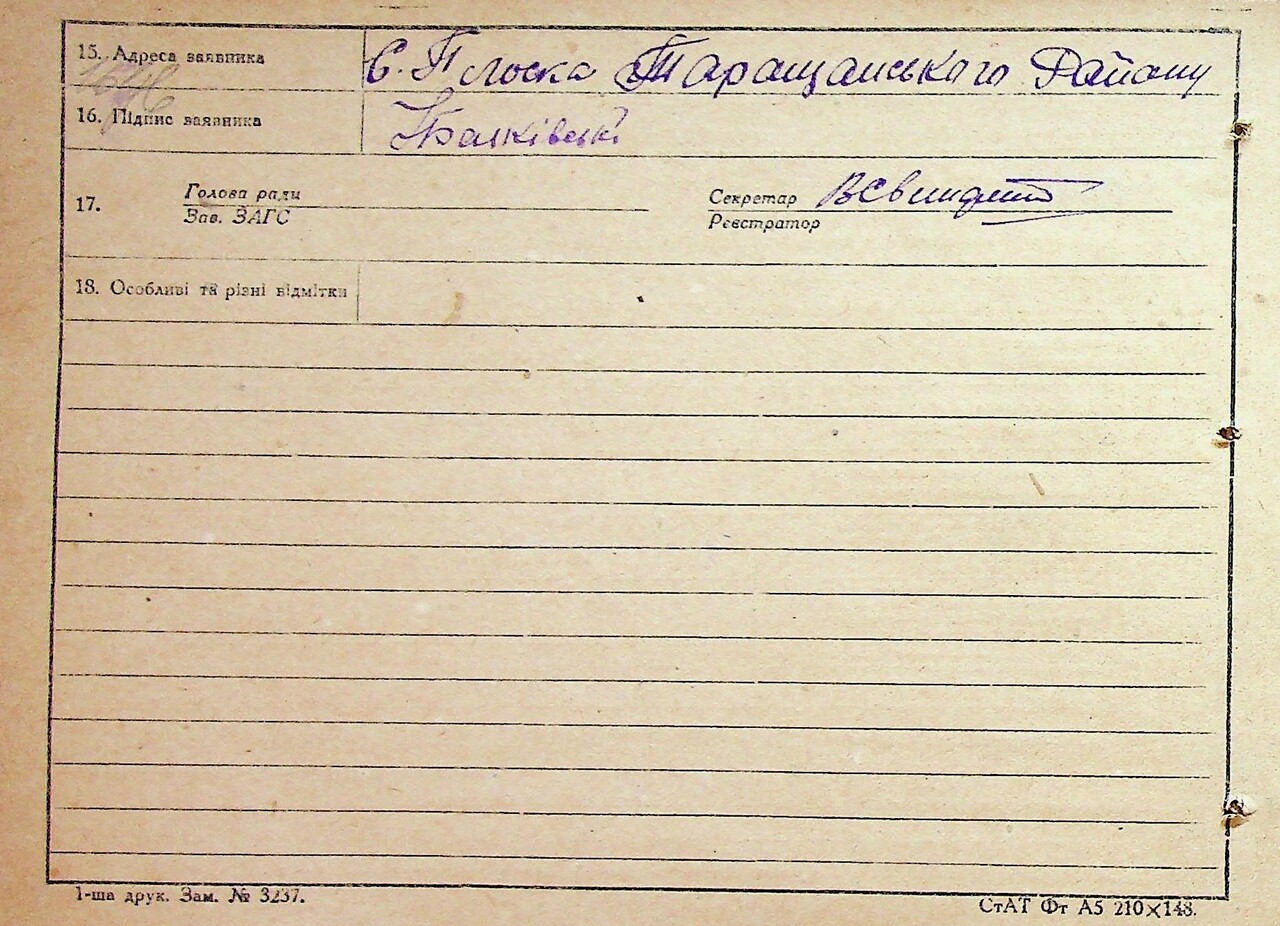 15. Адреса заявника С. Плоска Таращанського Району
16. Підпис заявника
17. Голова ради
Зав. ЗАГС
Секретар
Реєстратор
18. Особливі та різні відмітки
1-ша друк. Зам. № 3237.
СтАТ Фт А5 210×148.